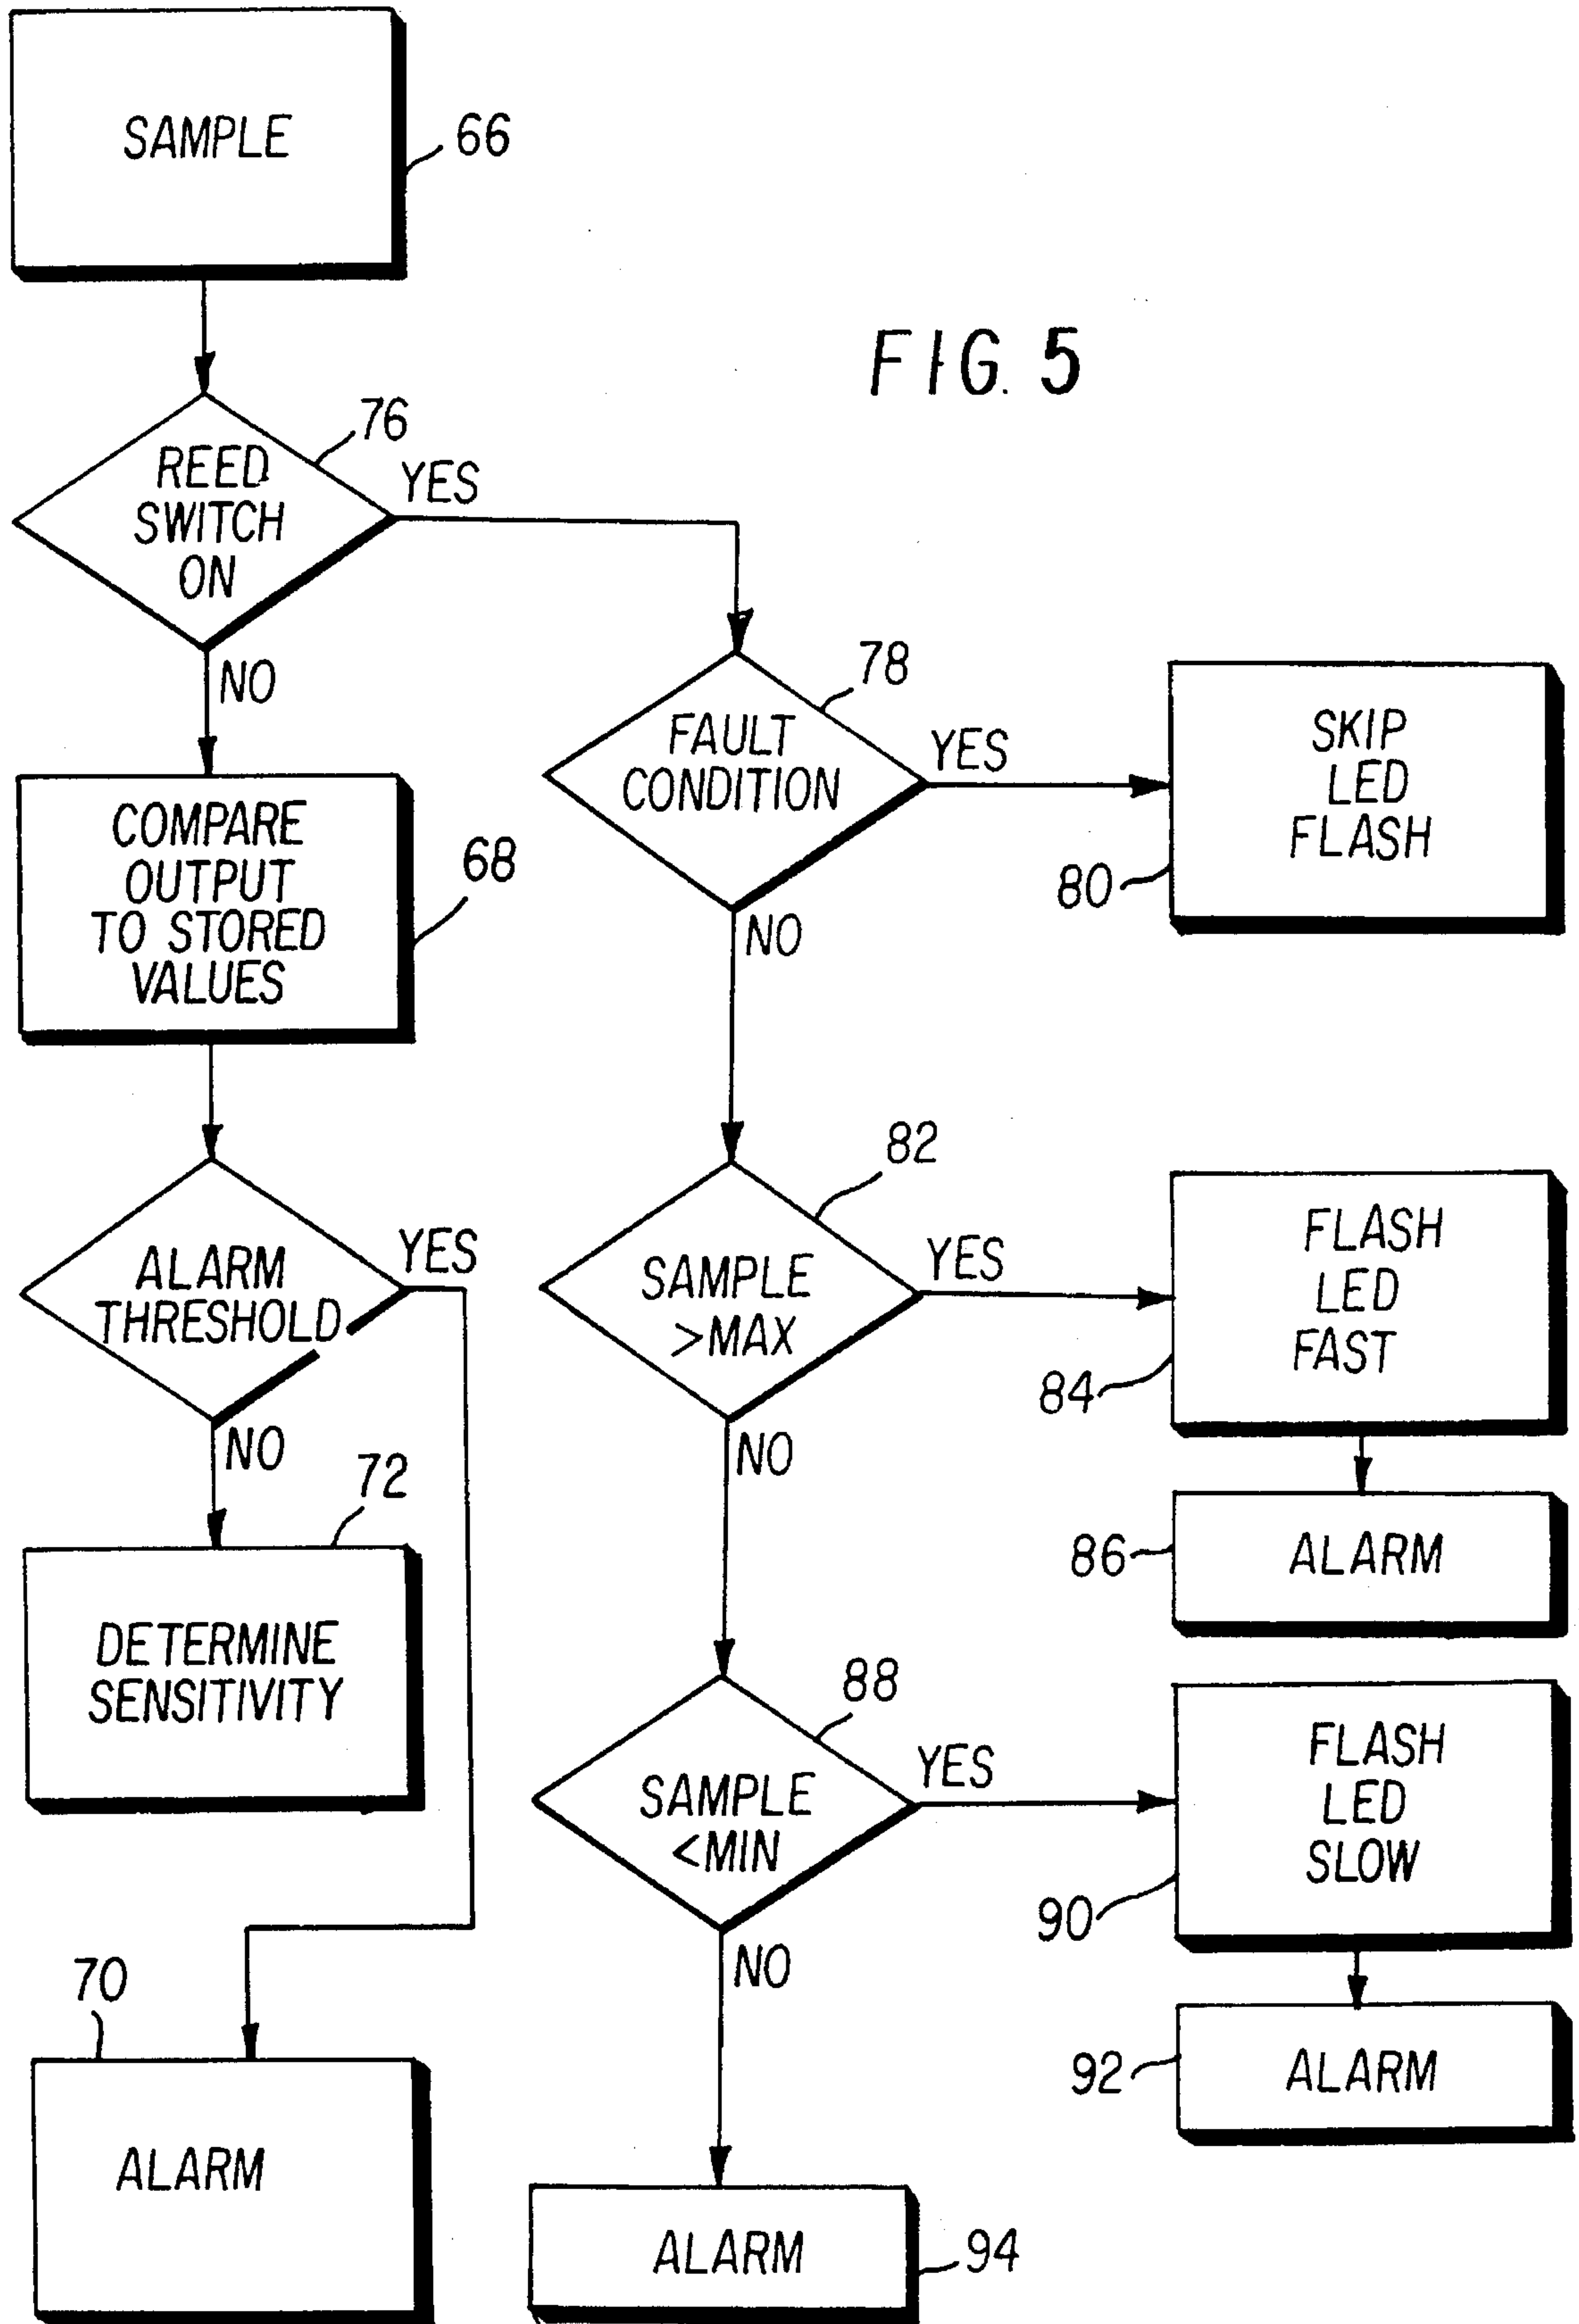 SAMPLE
66
FIG. 5
76
REED
SWITCH
ON
YES
NO
78
FAULT
CONDITION
YES
NO
SKIP
LED
FLASH
80
COMPARE
OUTPUT
TO STORED
VALUES
68
82
SAMPLE
>MAX
YES
NO
FLASH
LED
FAST
84
ALARM
THRESHOLD
YES
NO
72
DETERMINE
SENSITIVITY
86
ALARM
88
SAMPLE
<MIN
YES
NO
FLASH
LED
SLOW
90
70
ALARM
92
ALARM
ALARM
94